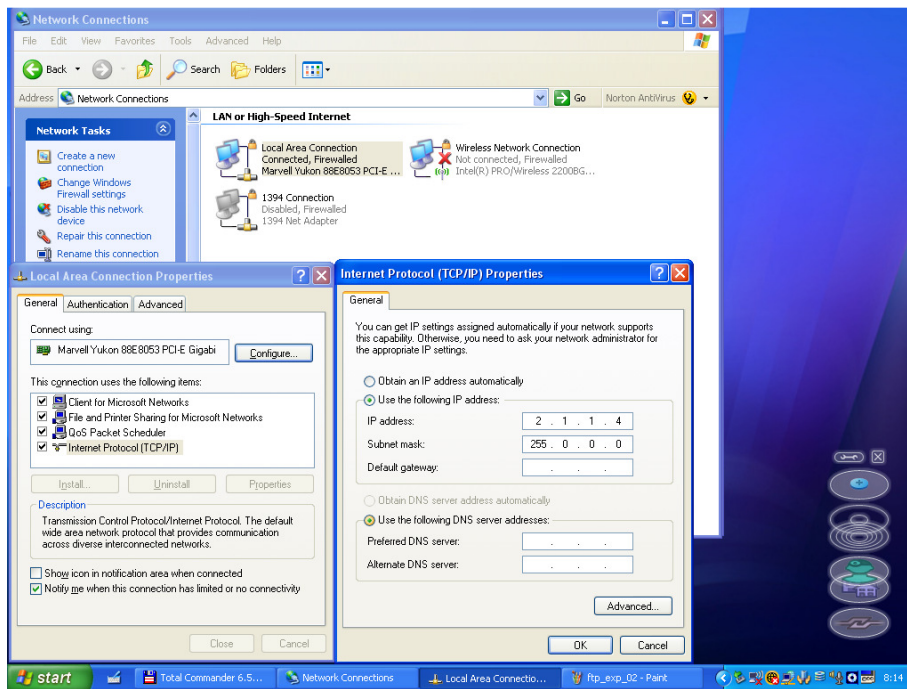 Network Connections
File Edit View Favorites Tools Advanced Help
Back Search Folders
Address Network Connections Go Norton AntiVirus
Network Tasks
Create a new
connection
Change Windows
Firewall settings
Disable this network
device
Repair this connection
Rename this connection
LAN or High-Speed Internet
Local Area Connection
Connected, Firewalled
Marvell Yukon 88E8053 PCI-E ...
Wireless Network Connection
Not connected, Firewalled
Intel(R) PRO/Wireless 2200BG...
1394 Connection
Disabled, Firewalled
1394 Net Adapter
Local Area Connection Properties
General Authentication Advanced
Connect using:
Marvell Yukon 88E8053 PCI-E Gigabi Configure...
This connection uses the following items:
Client for Microsoft Networks
File and Printer Sharing for Microsoft Networks
QoS Packet Scheduler
Internet Protocol (TCP/IP)
Install... Uninstall Properties
Description
Transmission Control Protocol/Internet Protocol. The default
wide area network protocol that provides communication
across diverse interconnected networks.
Show icon in notification area when connected
Notify me when this connection has limited or no connectivity
Close Cancel
Internet Protocol (TCP/IP) Properties
General
You can get IP settings assigned automatically if your network supports
this capability. Otherwise, you need to ask your network administrator for
the appropriate IP settings.
Obtain an IP address automatically
Use the following IP address:
IP address: 2 . 1 . 1 . 4
Subnet mask: 255 . 0 . 0 . 0
Default gateway: . . .
Obtain DNS server address automatically
Use the following DNS server addresses:
Preferred DNS server: . . .
Alternate DNS server: . . .
Advanced...
OK Cancel
start Total Commander 6.5... Network Connections Local Area Connectio... ftp_exp_02 - Paint 8:14